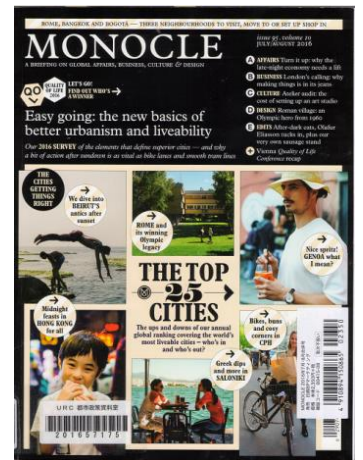 ROME, BANGKOK AND BOGOTA — THREE NEIGHBOURHOODS TO VISIT, MOVE TO OR SET UP SHOP IN
MONOCLE
A BRIEFING ON GLOBAL AFFAIRS, BUSINESS, CULTURE & DESIGN
issue 95. volume 10
JULY/AUGUST 2016
QUALITY
OF LIFE
2016
LET'S GO!
FIND OUT WHO'S
A WINNER
Easy going: the new basics of
better urbanism and liveability
Our 2016 SURVEY of the elements that define superior cities — and why
a bit of action after sundown is as vital as bike lanes and smooth tram lines
A AFFAIRS Turn it up: why the
late-night economy needs a lift
B BUSINESS London's calling: why
making things is in its jeans
C CULTURE Atelier audit: the
cost of setting up an art studio
D DESIGN Roman village: an
Olympic hero from 1960
E EDITS After-dark eats, Olafur
Eliasson tucks in, plus our
very own sausage stand
+ Vienna Quality of Life
Conference recap
THE
CITIES
GETTING
THINGS
RIGHT
We dive into
BEIRUT'S
antics after
sunset
ROME and
its winning
Olympic
legacy
Nice spritz!
GENOA what
I mean?
THE TOP
25
CITIES
The ups and downs of our annual
global ranking covering the world's
most liveable cities – who's in
and who's out?
Midnight
feasts in
HONG KONG
for all
Bikes, buns
and cosy
corners in
CPH
Greek dips
and more in
SALONIKI
URC 都市政策資料室
201657175